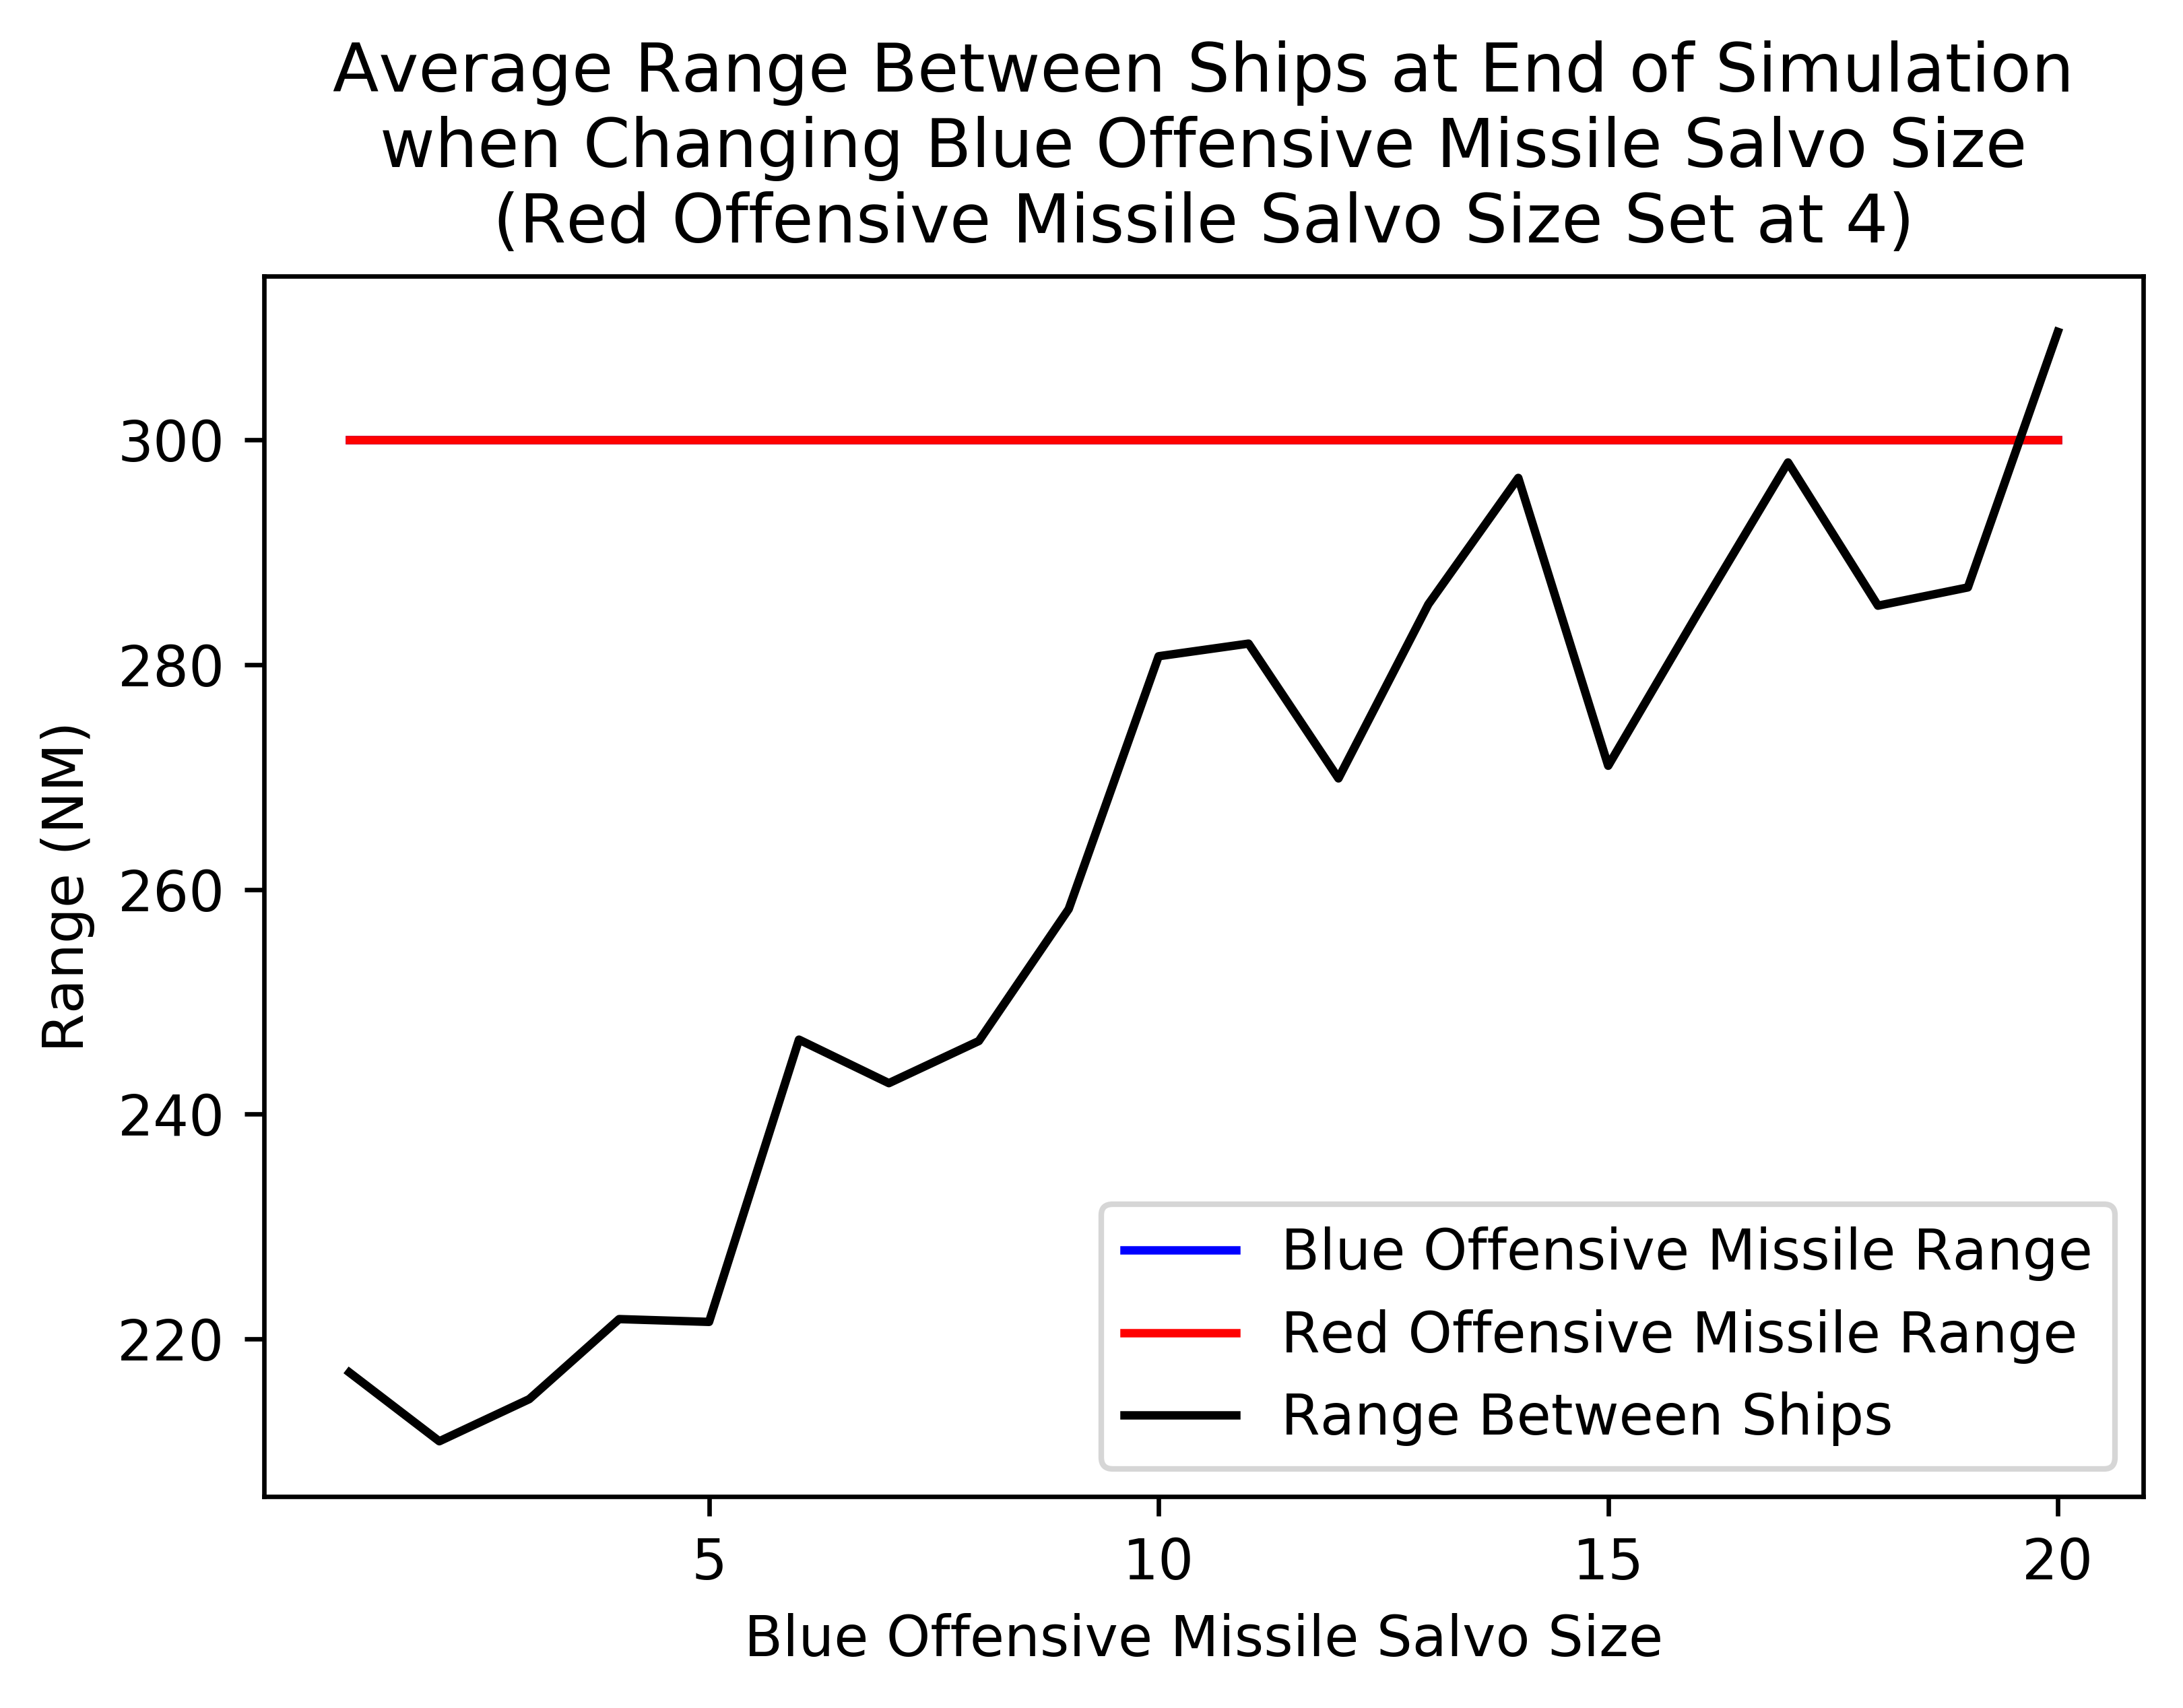 Average Range Between Ships at End of Simulation
when Changing Blue Offensive Missile Salvo Size
(Red Offensive Missile Salvo Size Set at 4)
300
280
260
240
220
Range (NM)
Blue Offensive Missile Range
Red Offensive Missile Range
Range Between Ships
5
10
15
20
Blue Offensive Missile Salvo Size